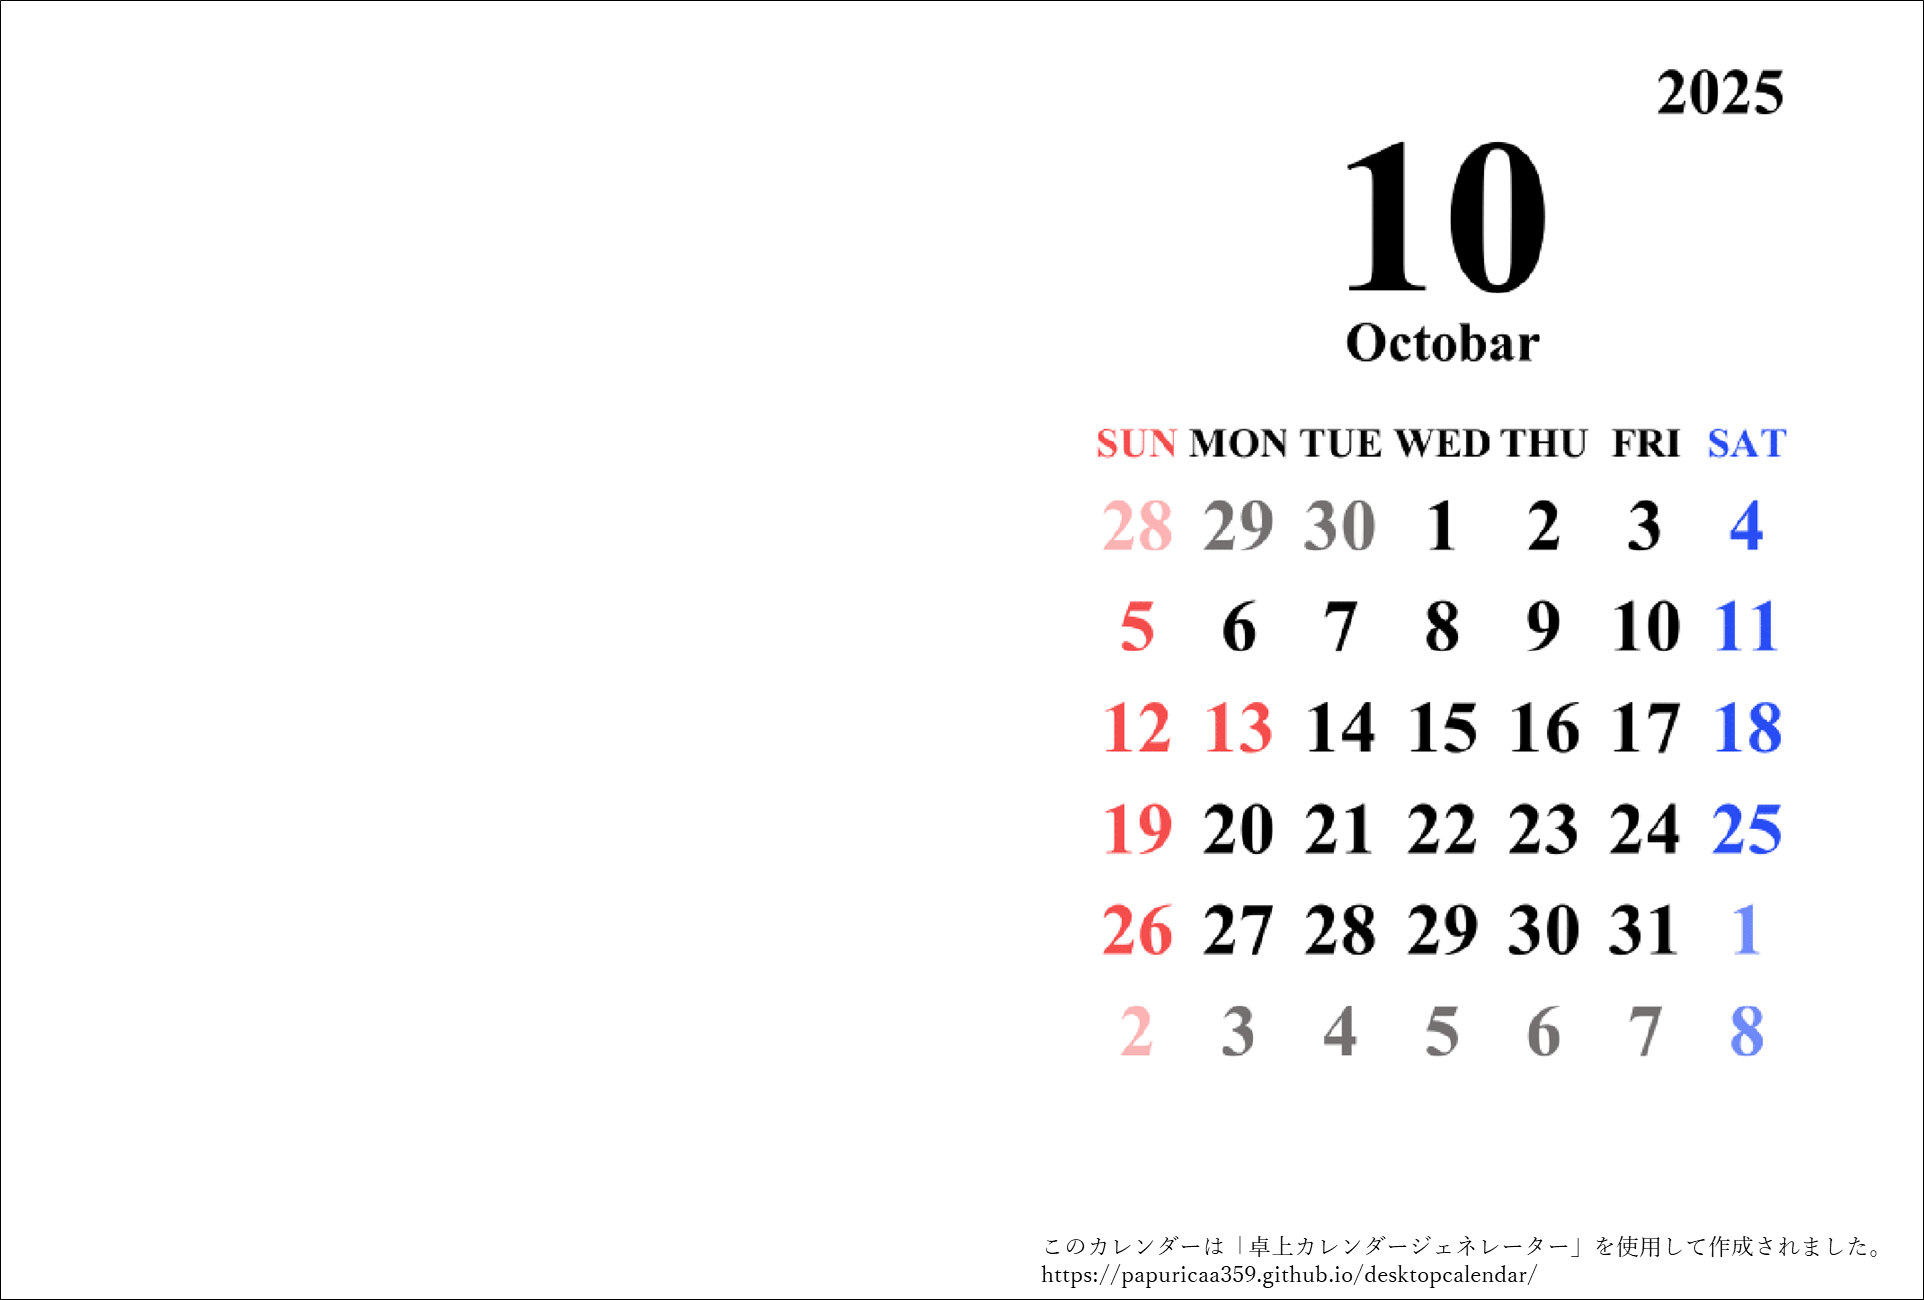 2025
10
Octobar
SUN MON TUE WED THU FRI SAT
28 29 30 1 2 3 4
5 6 7 8 9 10 11
12 13 14 15 16 17 18
19 20 21 22 23 24 25
26 27 28 29 30 31 1
2 3 4 5 6 7 8
このカレンダーは「卓上カレンダージェネレーター」を使用して作成されました。
https://papuricaa359.github.io/desktopcalendar/